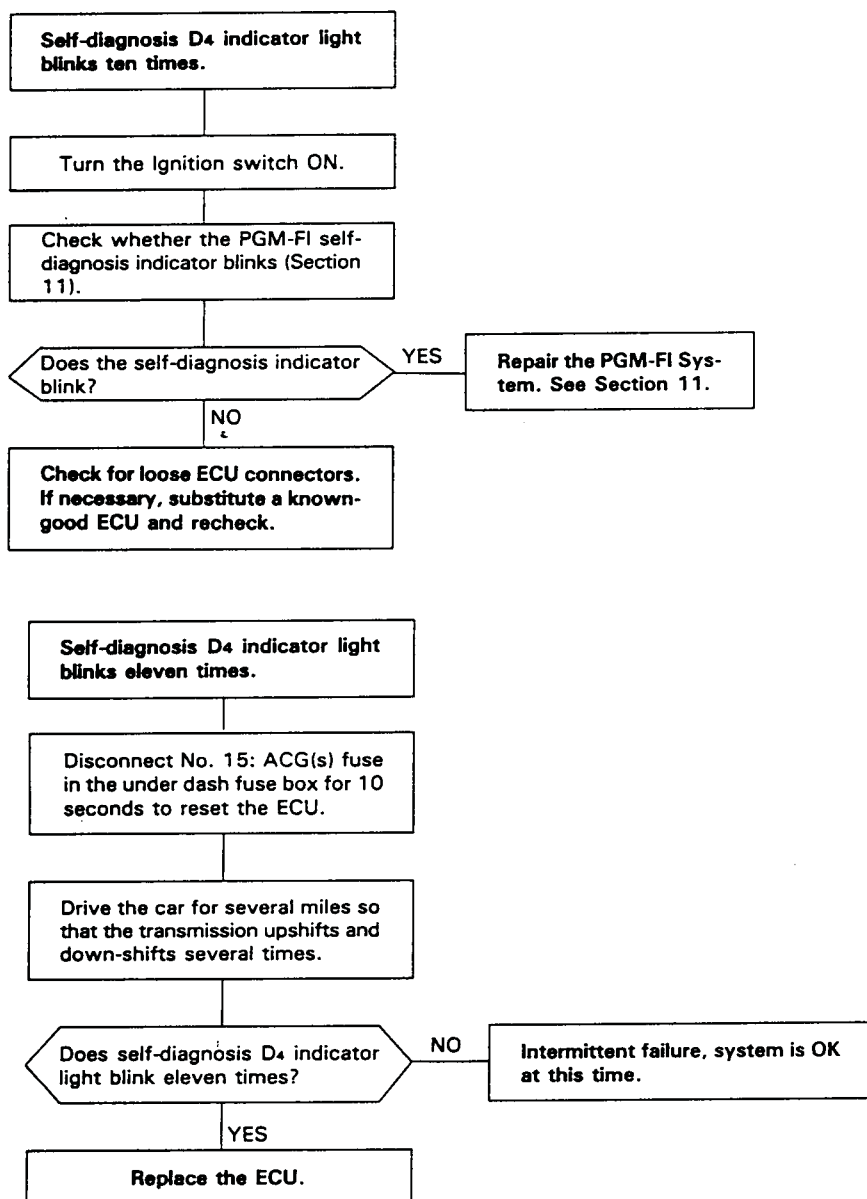 Self-diagnosis D4 indicator light
blinks ten times.
Turn the Ignition switch ON.
Check whether the PGM-FI self-
diagnosis indicator blinks (Section
11).
Does the self-diagnosis indicator
blink?
YES
Repair the PGM-FI Sys-
tem. See Section 11.
NO
Check for loose ECU connectors.
If necessary, substitute a known-
good ECU and recheck.
Self-diagnosis D4 indicator light
blinks eleven times.
Disconnect No. 15: ACG(s) fuse
in the under dash fuse box for 10
seconds to reset the ECU.
Drive the car for several miles so
that the transmission upshifts and
down-shifts several times.
Does self-diagnosis D4 indicator
light blink eleven times?
NO
Intermittent failure, system is OK
at this time.
YES
Replace the ECU.